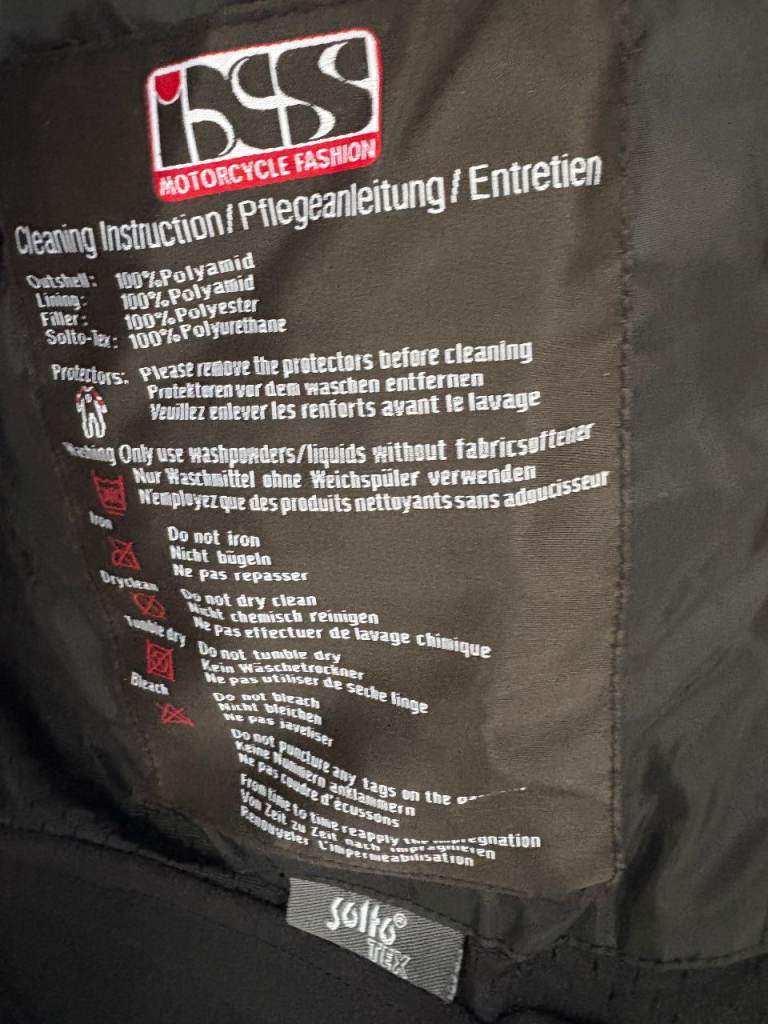 iXS
MOTORCYCLE FASHION
Cleaning Instruction/Pflegeanleitung/Entretien
Outshell: 100%Polyamid
Lining: 100%Polyamid
Filler: 100%Polyester
Solto-Tex: 100%Polyurethane
Protectors: Please remove the protectors before cleaning
Protektoren vor dem waschen entfernen
Veuillez enlever les renforts avant le lavage
Washing Only use washpowders/liquids without fabricsoftener
Nur Waschmittel ohne Weichspüler verwenden
N'employez que des produits nettoyants sans adoucisseur
Iron
Do not iron
Nicht bügeln
Ne pas repasser
Dryclean
Do not dry clean
Nicht chemisch reinigen
Ne pas effectuer de lavage chimique
Tumble dry
Do not tumble dry
Kein Wäschetrockner
Ne pas utiliser de seche linge
Bleach
Do not bleach
Nicht bleichen
Ne pas javeliser
Do not puncture any tags on the
Keine Nummern anklammern
Ne pas coudre d'écussons
From time to time reapply the impregnation
Von Zeit zu Zeit nach imprägnieren
Renouveler L'impermeabilisation
solto®
TEX